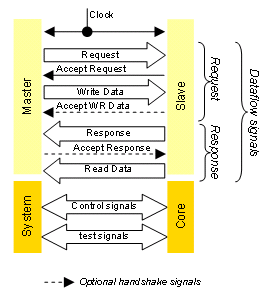 Clock
Request
Accept Request
Write Data
Accept WR Data
Response
Accept Response
Read Data
Master
Slave
Request
Response
Dataflow signals
System
Control signals
test signals
Core
Optional handshake signals